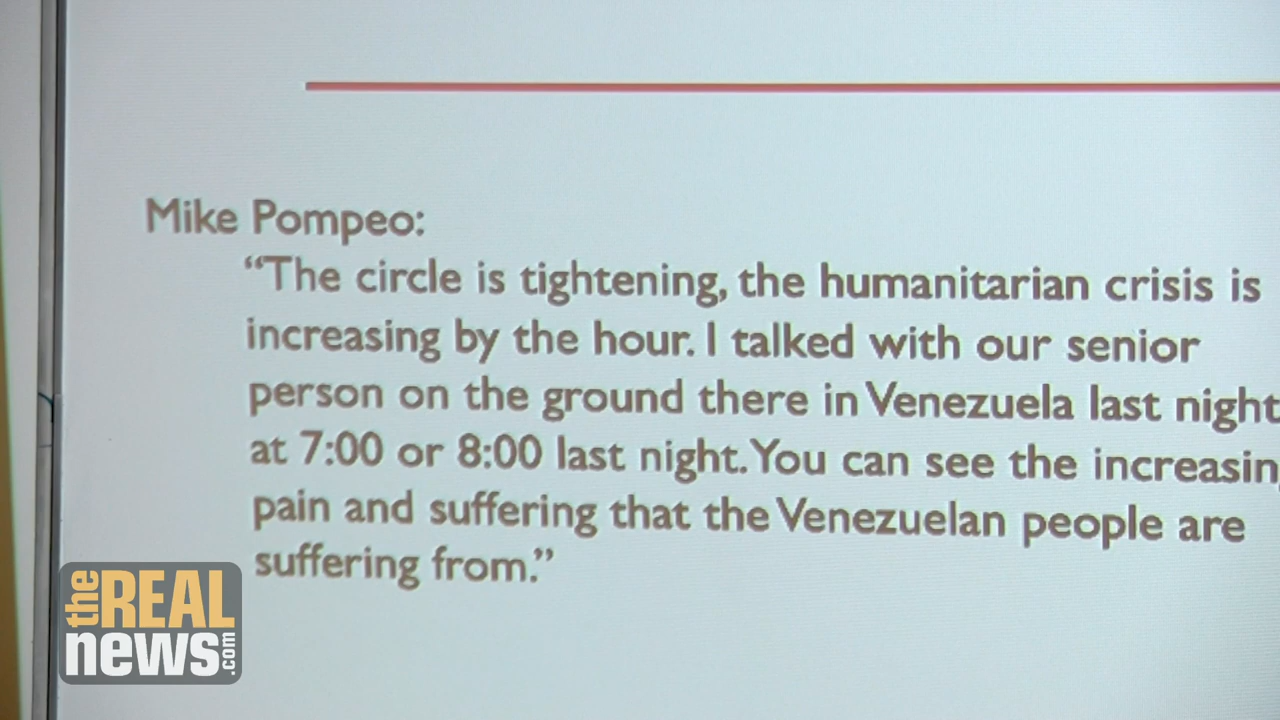 Mike Pompeo:
“The circle is tightening, the humanitarian crisis is
increasing by the hour. I talked with our senior
person on the ground there in Venezuela last night
at 7:00 or 8:00 last night. You can see the increasing
pain and suffering that the Venezuelan people are
suffering from.”
the REAL
news.com